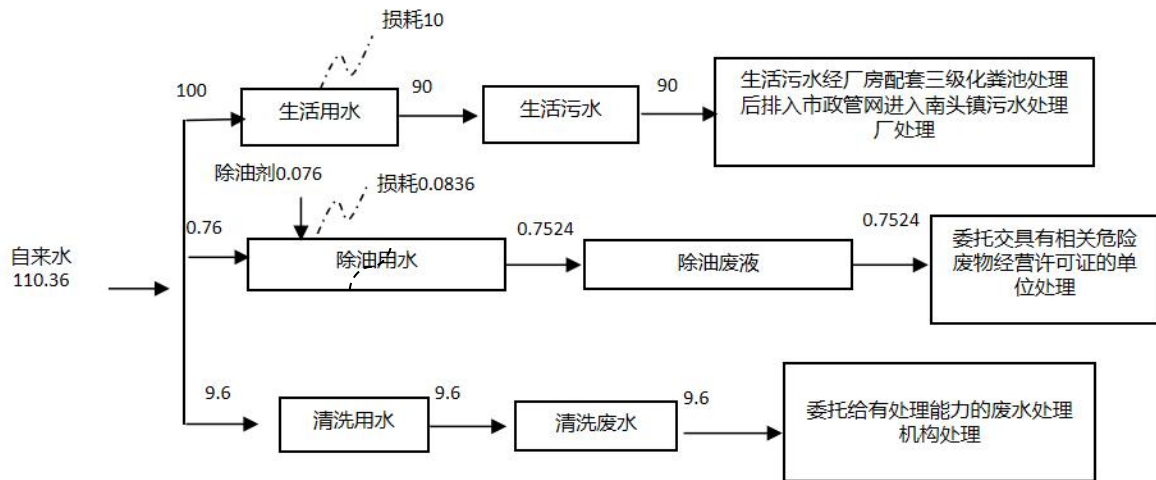 损耗10
100
生活用水
90
生活污水
90
生活污水经厂房配套三级化粪池处理
后排入市政管网进入南头镇污水处理
厂处理
除油剂0.076
损耗0.0836
0.76
除油用水
0.7524
除油废液
0.7524
委托交具有相关危险
废物经营许可证的单
位处理
自来水
110.36
9.6
清洗用水
9.6
清洗废水
9.6
委托给有处理能力的废水处理
机构处理